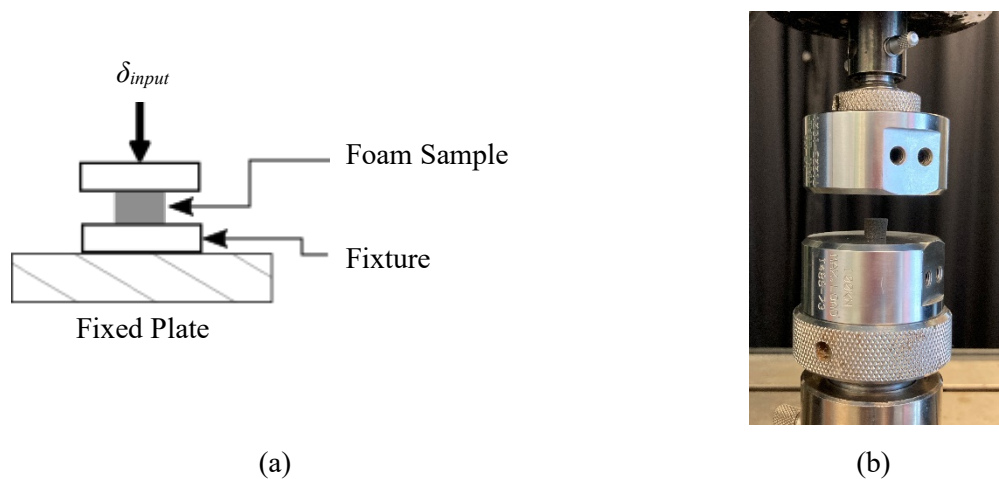 δinput
Foam Sample
Fixture
Fixed Plate
(a)
(b)